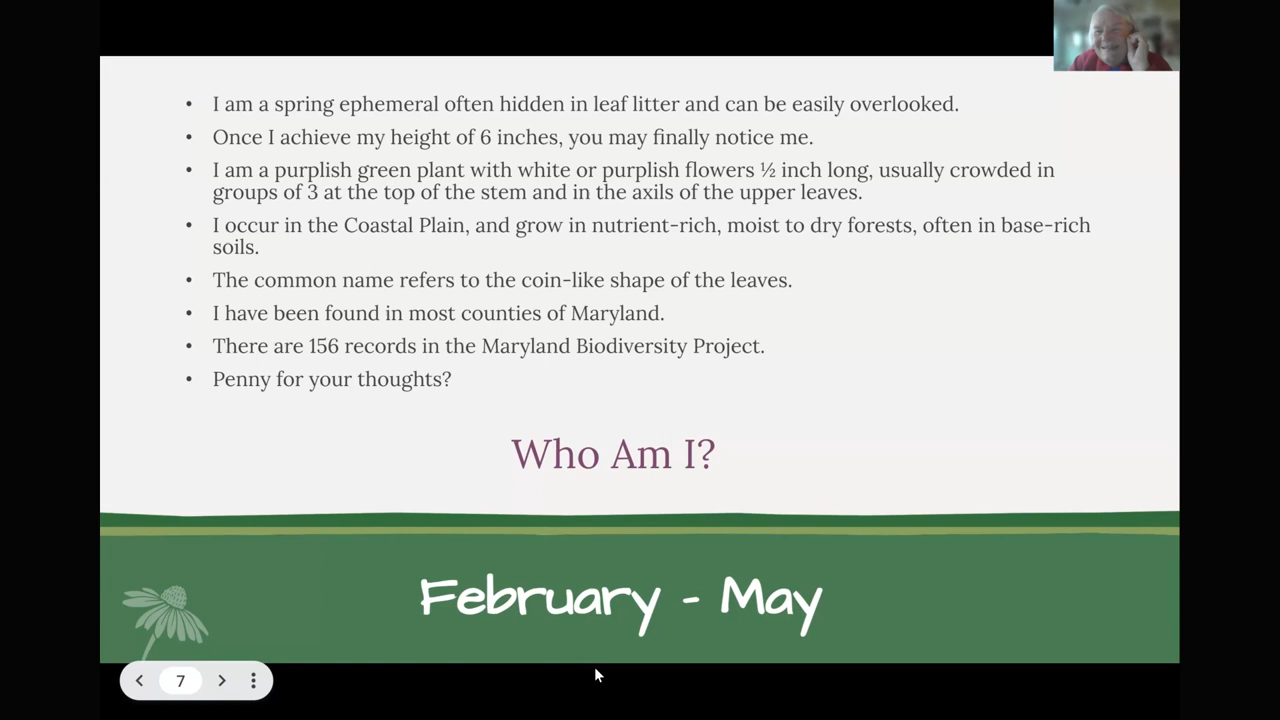 • I am a spring ephemeral often hidden in leaf litter and can be easily overlooked.
• Once I achieve my height of 6 inches, you may finally notice me.
• I am a purplish green plant with white or purplish flowers ½ inch long, usually crowded in
groups of 3 at the top of the stem and in the axils of the upper leaves.
• I occur in the Coastal Plain, and grow in nutrient-rich, moist to dry forests, often in base-rich
soils.
• The common name refers to the coin-like shape of the leaves.
• I have been found in most counties of Maryland.
• There are 156 records in the Maryland Biodiversity Project.
• Penny for your thoughts?
Who Am I?
February - May
7